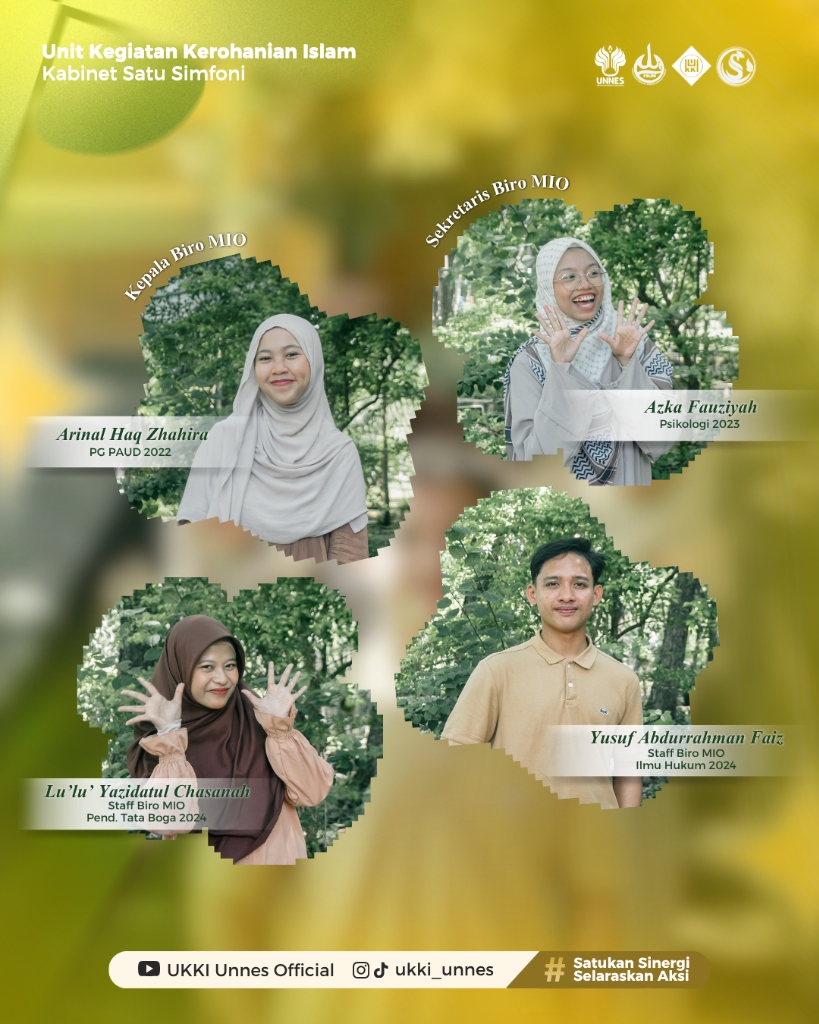 Unit Kegiatan Kerohanian Islam
Kabinet Satu Simfoni
UNNES
Kepala Biro MIO
Arinal Haq Zhahira
PG PAUD 2022
Sekretaris Biro MIO
Azka Fauziyah
Psikologi 2023
Lu'lu' Yazidatul Chasanah
Staff Biro MIO
Pend. Tata Boga 2024
Yusuf Abdurrahman Faiz
Staff Biro MIO
Ilmu Hukum 2024
UKKI Unnes Official
ukki_unnes
# Satukan Sinergi
Selaraskan Aksi